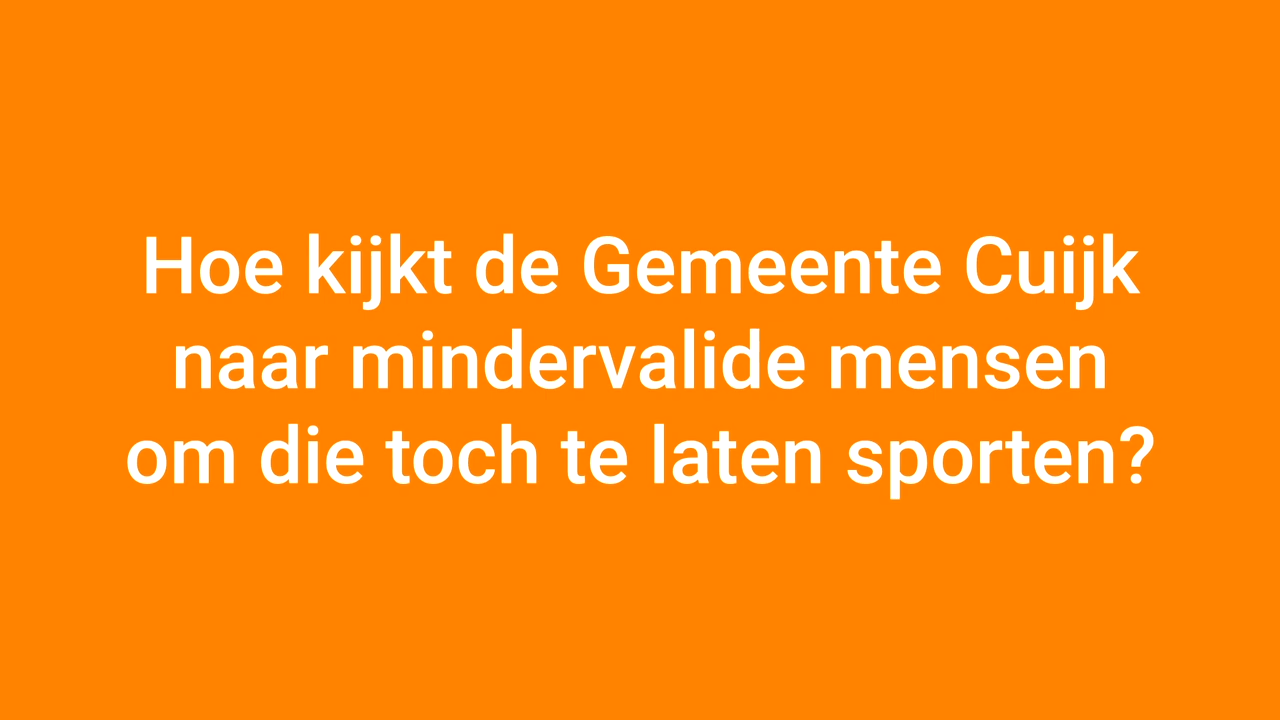 Hoe kijkt de Gemeente Cuijk
naar mindervalide mensen
om die toch te laten sporten?